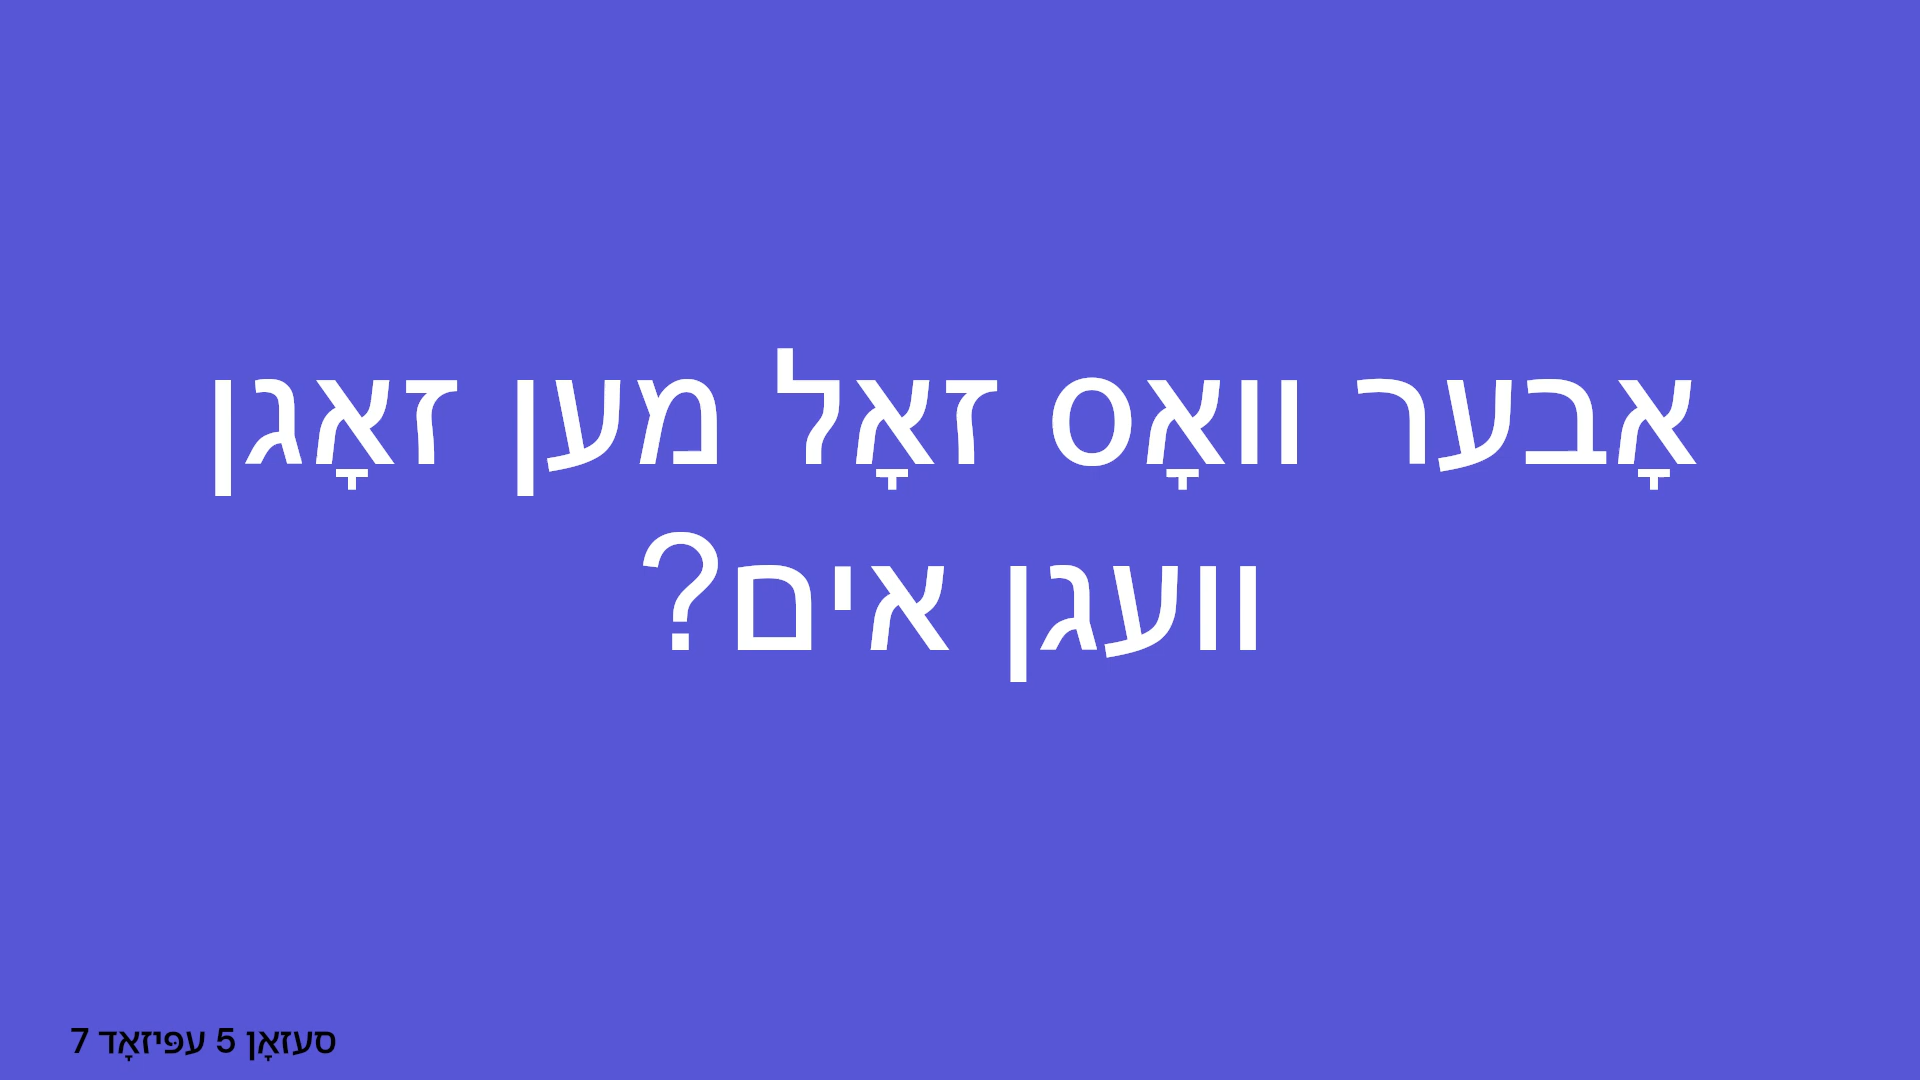 אָבער וואָס זאָל מען זאָגן
וועגן אים?
סעזאָן 5 עפּיזאָד 7